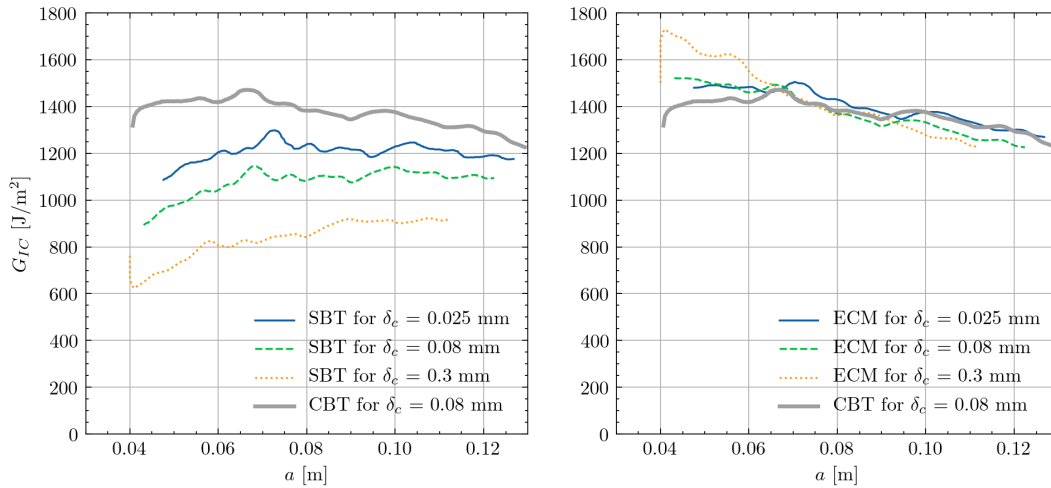 1800
1600
1400
1200
1000
800
600
400
200
0
G_{IC} [J/m²]
0.04
0.06
0.08
0.10
0.12
a [m]
SBT for δ_c = 0.025 mm
SBT for δ_c = 0.08 mm
SBT for δ_c = 0.3 mm
CBT for δ_c = 0.08 mm
1800
1600
1400
1200
1000
800
600
400
200
0
0.04
0.06
0.08
0.10
0.12
a [m]
ECM for δ_c = 0.025 mm
ECM for δ_c = 0.08 mm
ECM for δ_c = 0.3 mm
CBT for δ_c = 0.08 mm